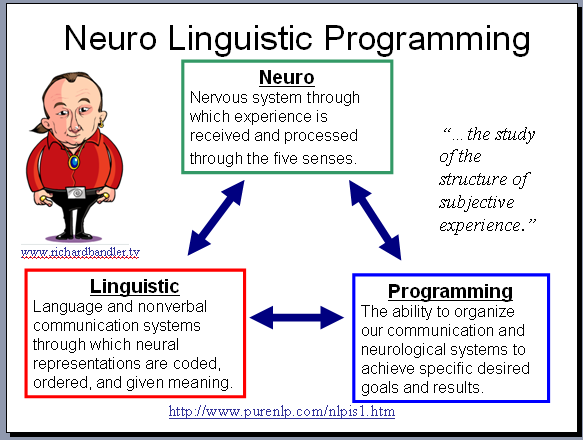 Neuro Linguistic Programming
Neuro
Nervous system through
which experience is
received and processed
through the five senses.
“…the study
of the
structure of
subjective
experience.”
www.richardbandler.tv
Linguistic
Language and nonverbal
communication systems
through which neural
representations are coded,
ordered, and given meaning.
Programming
The ability to organize
our communication and
neurological systems to
achieve specific desired
goals and results.
http://www.purenlp.com/nlpis1.htm